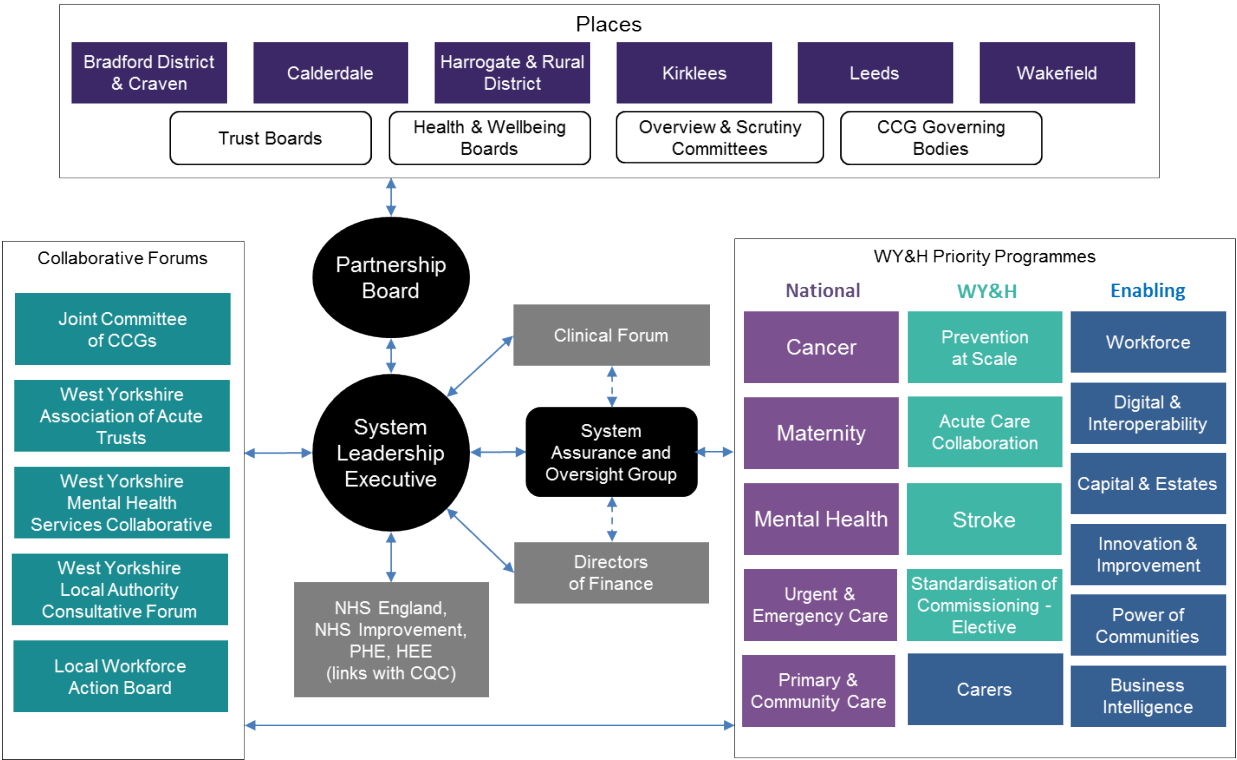 Places
Bradford District
& Craven
Calderdale
Harrogate & Rural
District
Kirklees
Leeds
Wakefield
Trust Boards
Health & Wellbeing
Boards
Overview & Scrutiny
Committees
CCG Governing
Bodies
Collaborative Forums
Joint Committee
of CCGs
West Yorkshire
Association of Acute
Trusts
West Yorkshire
Mental Health
Services Collaborative
West Yorkshire
Local Authority
Consultative Forum
Local Workforce
Action Board
Partnership
Board
System
Leadership
Executive
NHS England,
NHS Improvement,
PHE, HEE
(links with CQC)
Clinical Forum
System
Assurance and
Oversight Group
Directors
of Finance
WY&H Priority Programmes
National
Cancer
Maternity
Mental Health
Urgent &
Emergency Care
Primary &
Community Care
WY&H
Prevention
at Scale
Acute Care
Collaboration
Stroke
Standardisation of
Commissioning -
Elective
Carers
Enabling
Workforce
Digital &
Interoperability
Capital & Estates
Innovation &
Improvement
Power of
Communities
Business
Intelligence